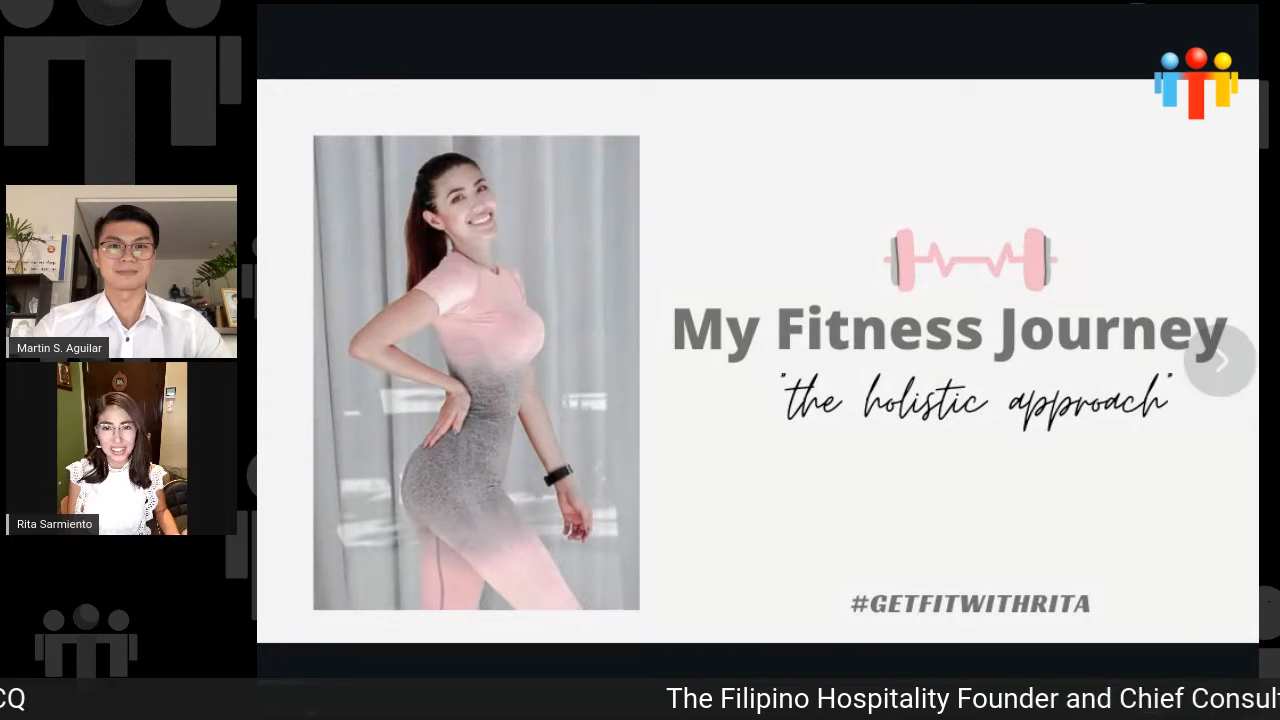 Martin S. Aguilar
Rita Sarmiento
My Fitness Journey
"the holistic approach"
#GETFITWITHRITA
CQ
The Filipino Hospitality Founder and Chief Consult